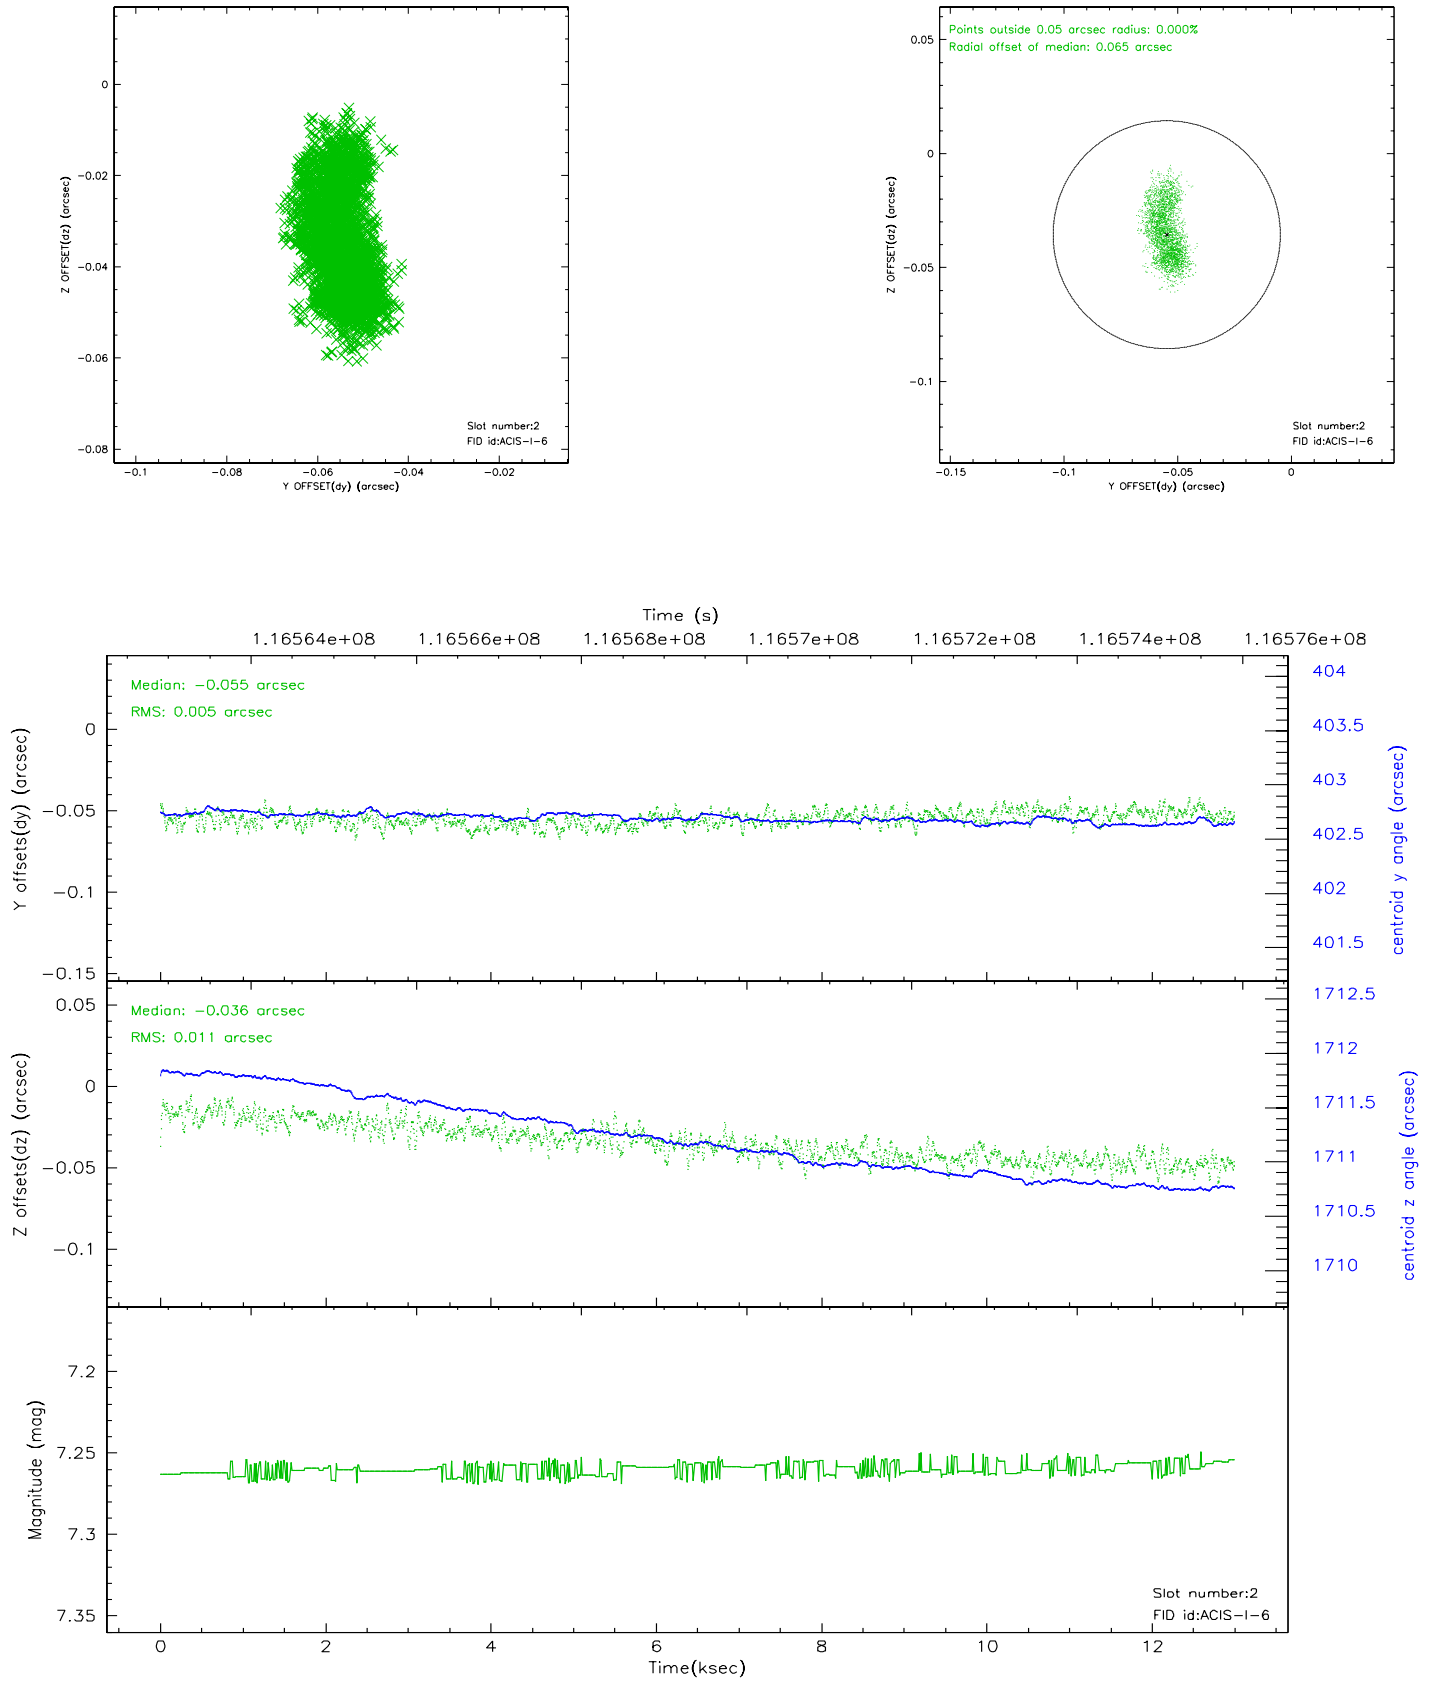 0
−0.02
−0.04
−0.06
−0.08
Z OFFSET(dz) (arcsec)
Slot number:2
FID id:ACIS−I−6
−0.1
−0.08
−0.06
−0.04
−0.02
Y OFFSET(dy) (arcsec)
Points outside 0.05 arcsec radius: 0.000%
Radial offset of median: 0.065 arcsec
0.05
0
−0.05
−0.1
Z OFFSET(dz) (arcsec)
Slot number:2
FID id:ACIS−I−6
−0.15
−0.1
−0.05
0
Y OFFSET(dy) (arcsec)
Time (s)
1.16564e+08
1.16566e+08
1.16568e+08
1.1657e+08
1.16572e+08
1.16574e+08
1.16576e+08
Median: −0.055 arcsec
RMS: 0.005 arcsec
0
−0.05
−0.1
−0.15
Y offsets(dy) (arcsec)
404
403.5
403
402.5
402
401.5
centroid y angle (arcsec)
Median: −0.036 arcsec
RMS: 0.011 arcsec
0.05
0
−0.05
−0.1
Z offsets(dz) (arcsec)
1712.5
1712
1711.5
1711
1710.5
1710
centroid z angle (arcsec)
7.2
7.25
7.3
7.35
Magnitude (mag)
Slot number:2
FID id:ACIS−I−6
0
2
4
6
8
10
12
Time(ksec)